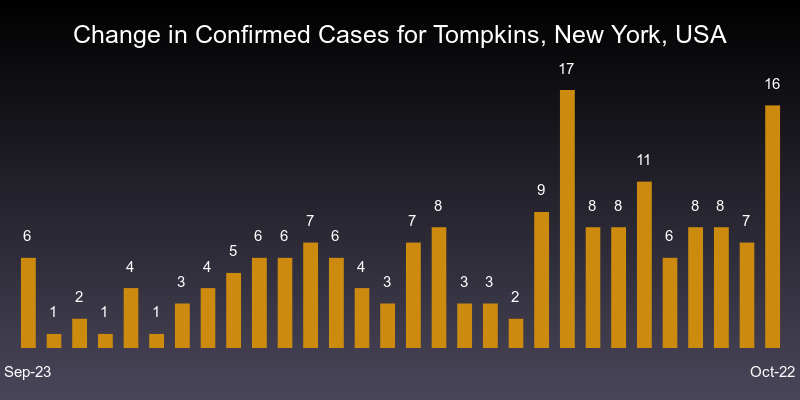 Change in Confirmed Cases for Tompkins, New York, USA
6 1 2 1 4 1 3 4 5 6 6 7 6 4 3 7 8 3 3 2 9 17 8 8 11 6 8 8 7 16
Sep-23 Oct-22